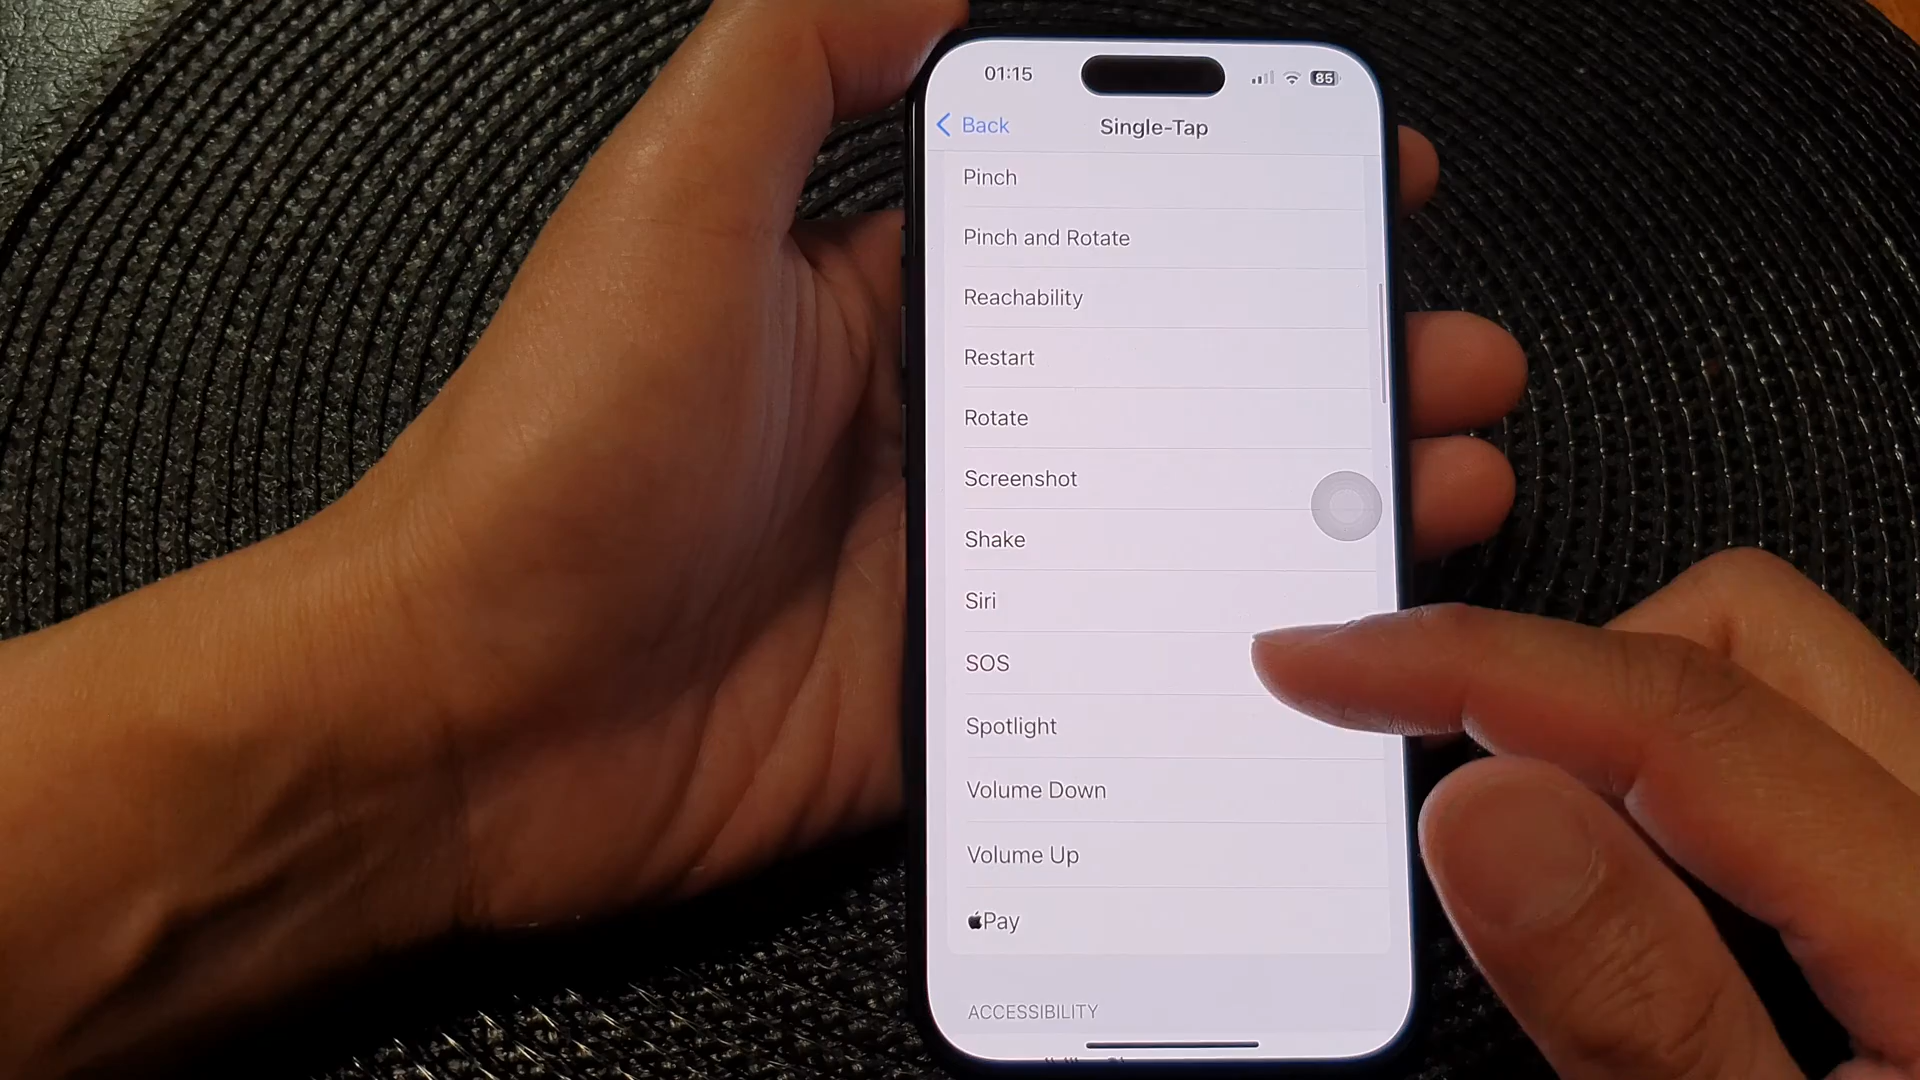 01:15
85
Back
Single-Tap
Pinch
Pinch and Rotate
Reachability
Restart
Rotate
Screenshot
Shake
Siri
SOS
Spotlight
Volume Down
Volume Up
Pay
ACCESSIBILITY